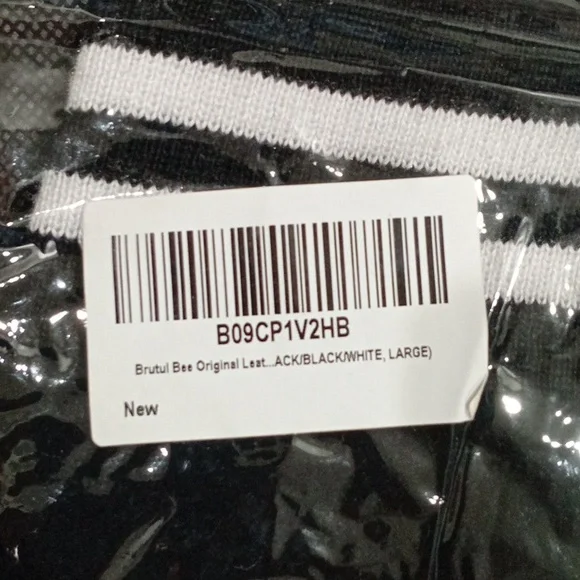 B09CP1V2HB
Brutul Bee Original Leat...ACK/BLACK/WHITE, LARGE)
New